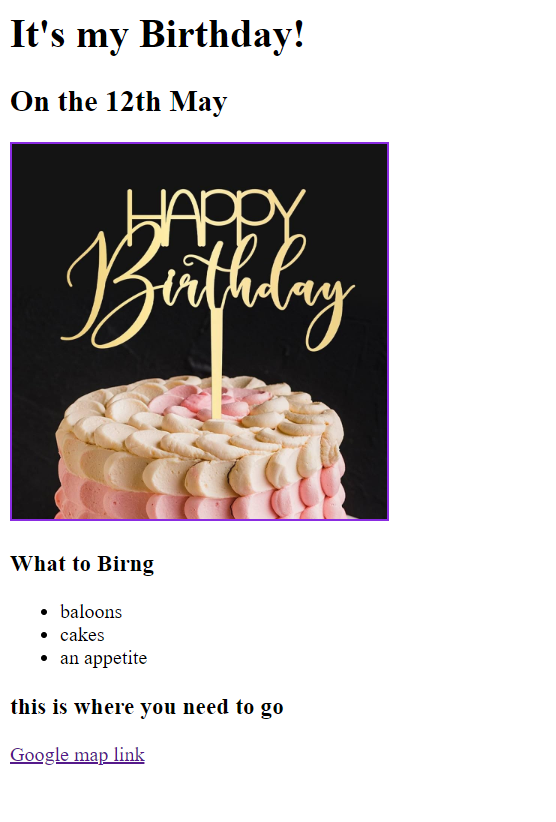 It's my Birthday!
On the 12th May
HAPPY
Birthday
What to Birng
baloons
cakes
an appetite
this is where you need to go
Google map link